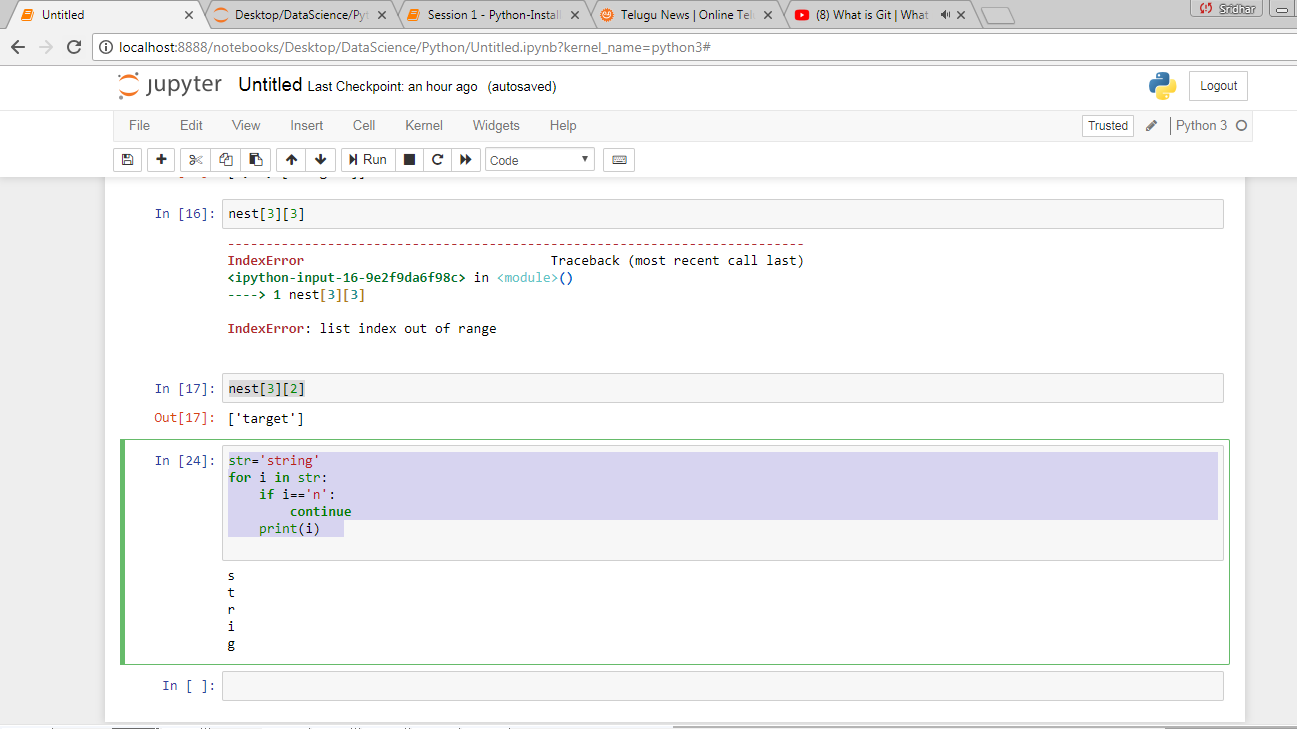 Untitled
Desktop/DataScience/Pyt
Session 1 - Python-Install
Telugu News | Online Tel
(8) What is Git | What
Sridhar
localhost:8888/notebooks/Desktop/DataScience/Python/Untitled.ipynb?kernel_name=python3#
jupyter Untitled Last Checkpoint: an hour ago (autosaved)
Logout
File Edit View Insert Cell Kernel Widgets Help
Trusted
Python 3
Run
Code
In [16]: nest[3][3]
---------------------------------------------------------------------------
IndexError                                Traceback (most recent call last)
<ipython-input-16-9e2f9da6f98c> in <module>()
----> 1 nest[3][3]
IndexError: list index out of range
In [17]: nest[3][2]
Out[17]: ['target']
In [24]: str='string'
for i in str:
    if i=='n':
        continue
    print(i)
s
t
r
i
g
In [ ]: